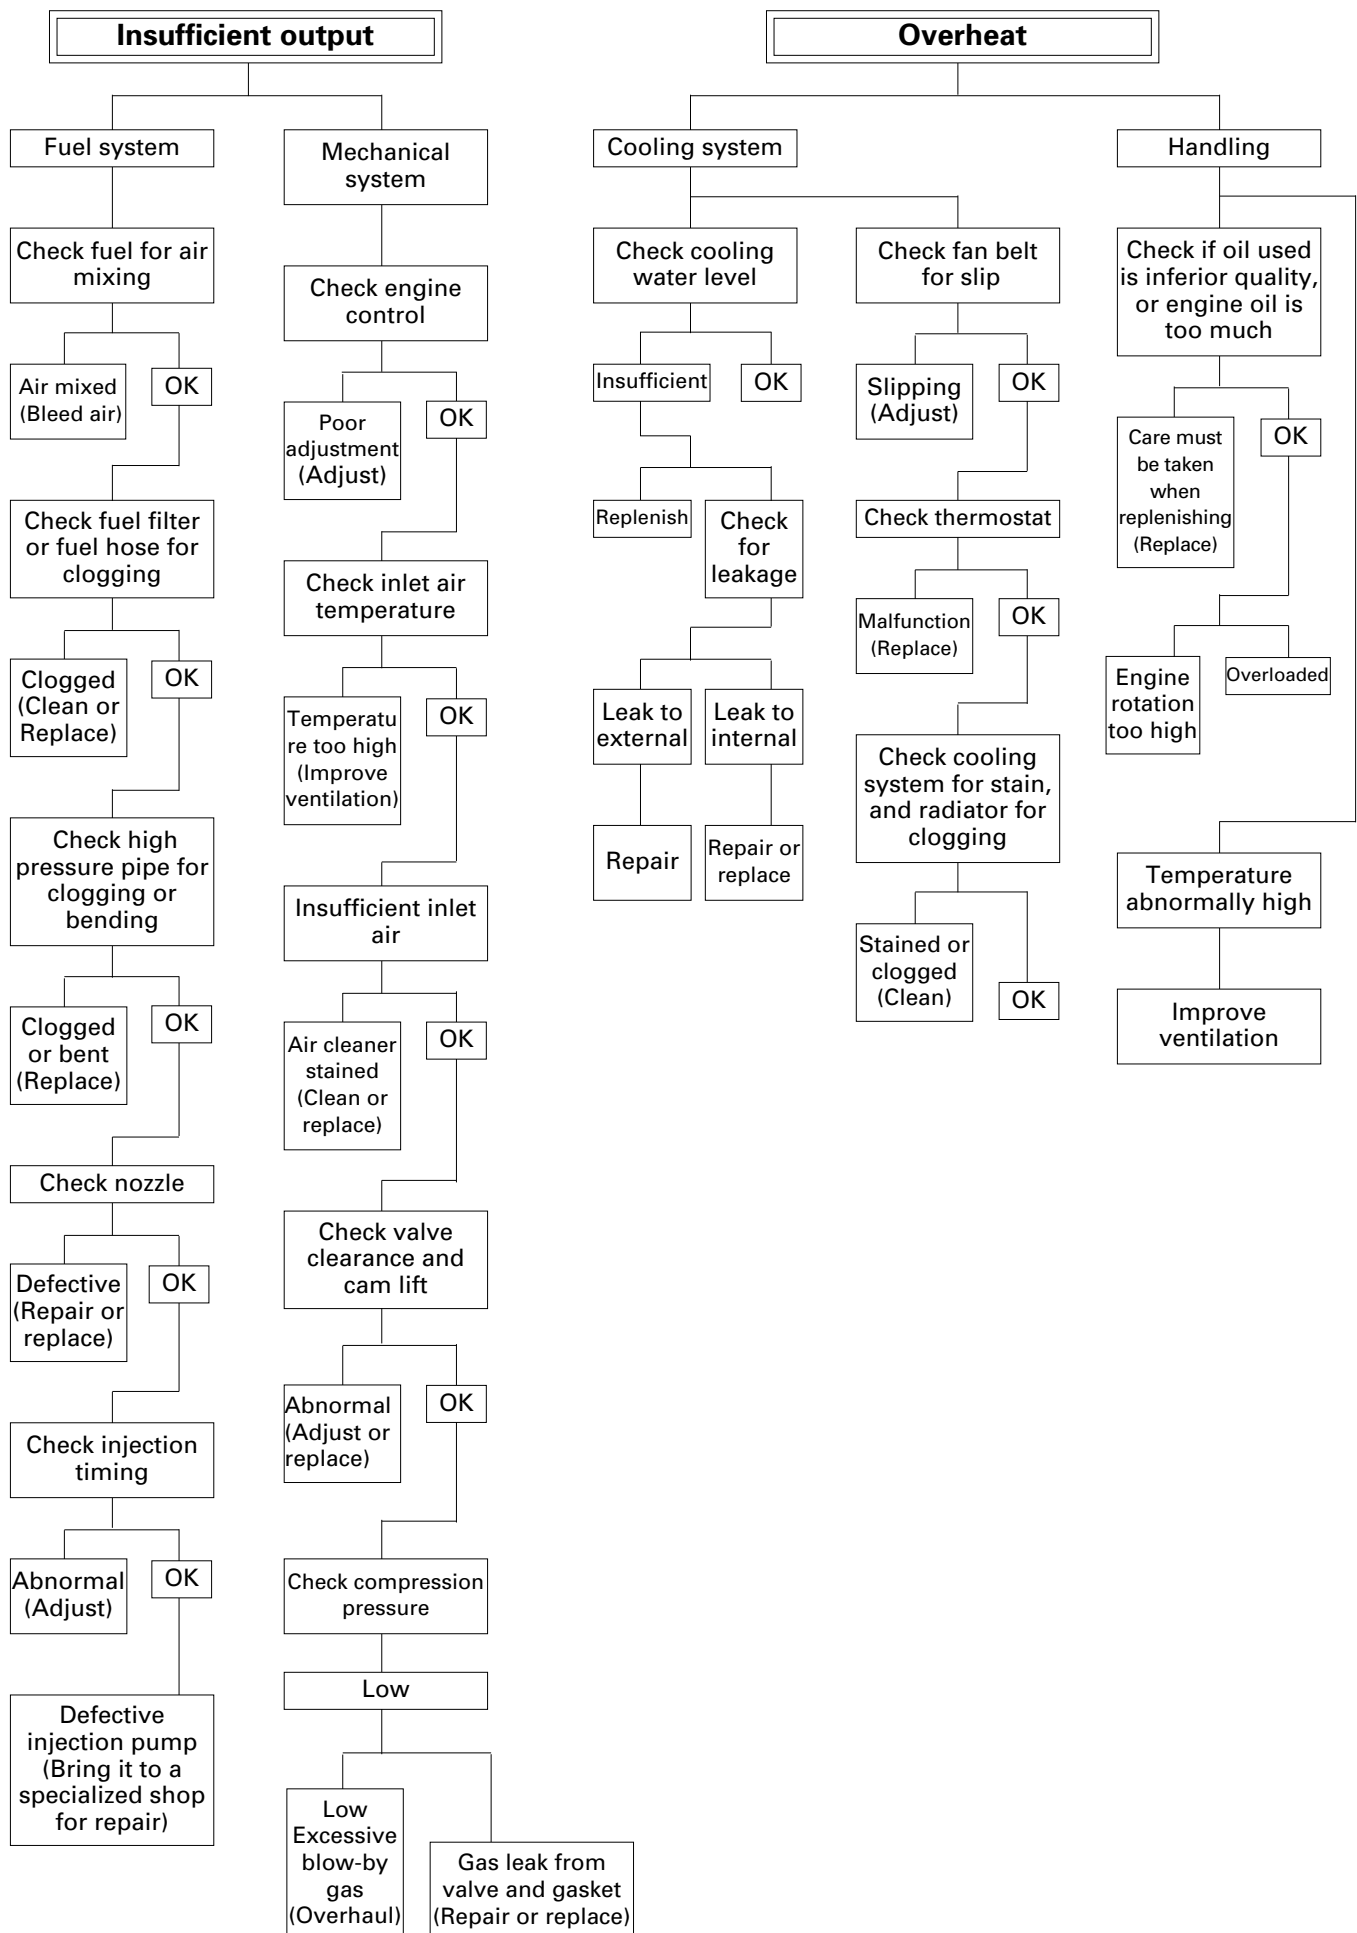 Insufficient output
Fuel system
Check fuel for air
mixing
Air mixed
(Bleed air)
OK
Check fuel filter
or fuel hose for
clogging
Clogged
(Clean or
Replace)
OK
Check high
pressure pipe for
clogging or
bending
Clogged
or bent
(Replace)
OK
Check nozzle
Defective
(Repair or
replace)
OK
Check injection
timing
Abnormal
(Adjust)
OK
Defective
injection pump
(Bring it to a
specialized shop
for repair)
Mechanical
system
Check engine
control
Poor
adjustment
(Adjust)
OK
Check inlet air
temperature
Temperatu
re too high
(Improve
ventilation)
OK
Insufficient inlet
air
Air cleaner
stained
(Clean or
replace)
OK
Check valve
clearance and
cam lift
Abnormal
(Adjust or
replace)
OK
Check compression
pressure
Low
Low
Excessive
blow-by
gas
(Overhaul)
Gas leak from
valve and gasket
(Repair or replace)
Overheat
Cooling system
Check cooling
water level
Insufficient
OK
Replenish
Check
for
leakage
Leak to
external
Leak to
internal
Repair
Repair or
replace
Check fan belt
for slip
Slipping
(Adjust)
OK
Check thermostat
Malfunction
(Replace)
OK
Check cooling
system for stain,
and radiator for
clogging
Stained or
clogged
(Clean)
OK
Handling
Check if oil used
is inferior quality,
or engine oil is
too much
Care must
be taken
when
replenishing
(Replace)
OK
Engine
rotation
too high
Overloaded
Temperature
abnormally high
Improve
ventilation